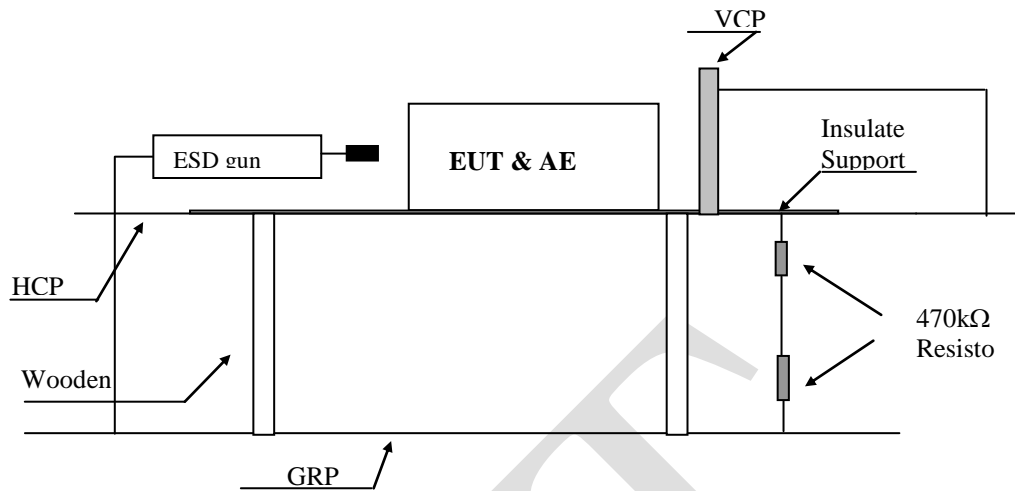 VCP
ESD gun
EUT & AE
Insulate
Support
HCP
470kΩ
Resisto
Wooden
GRP